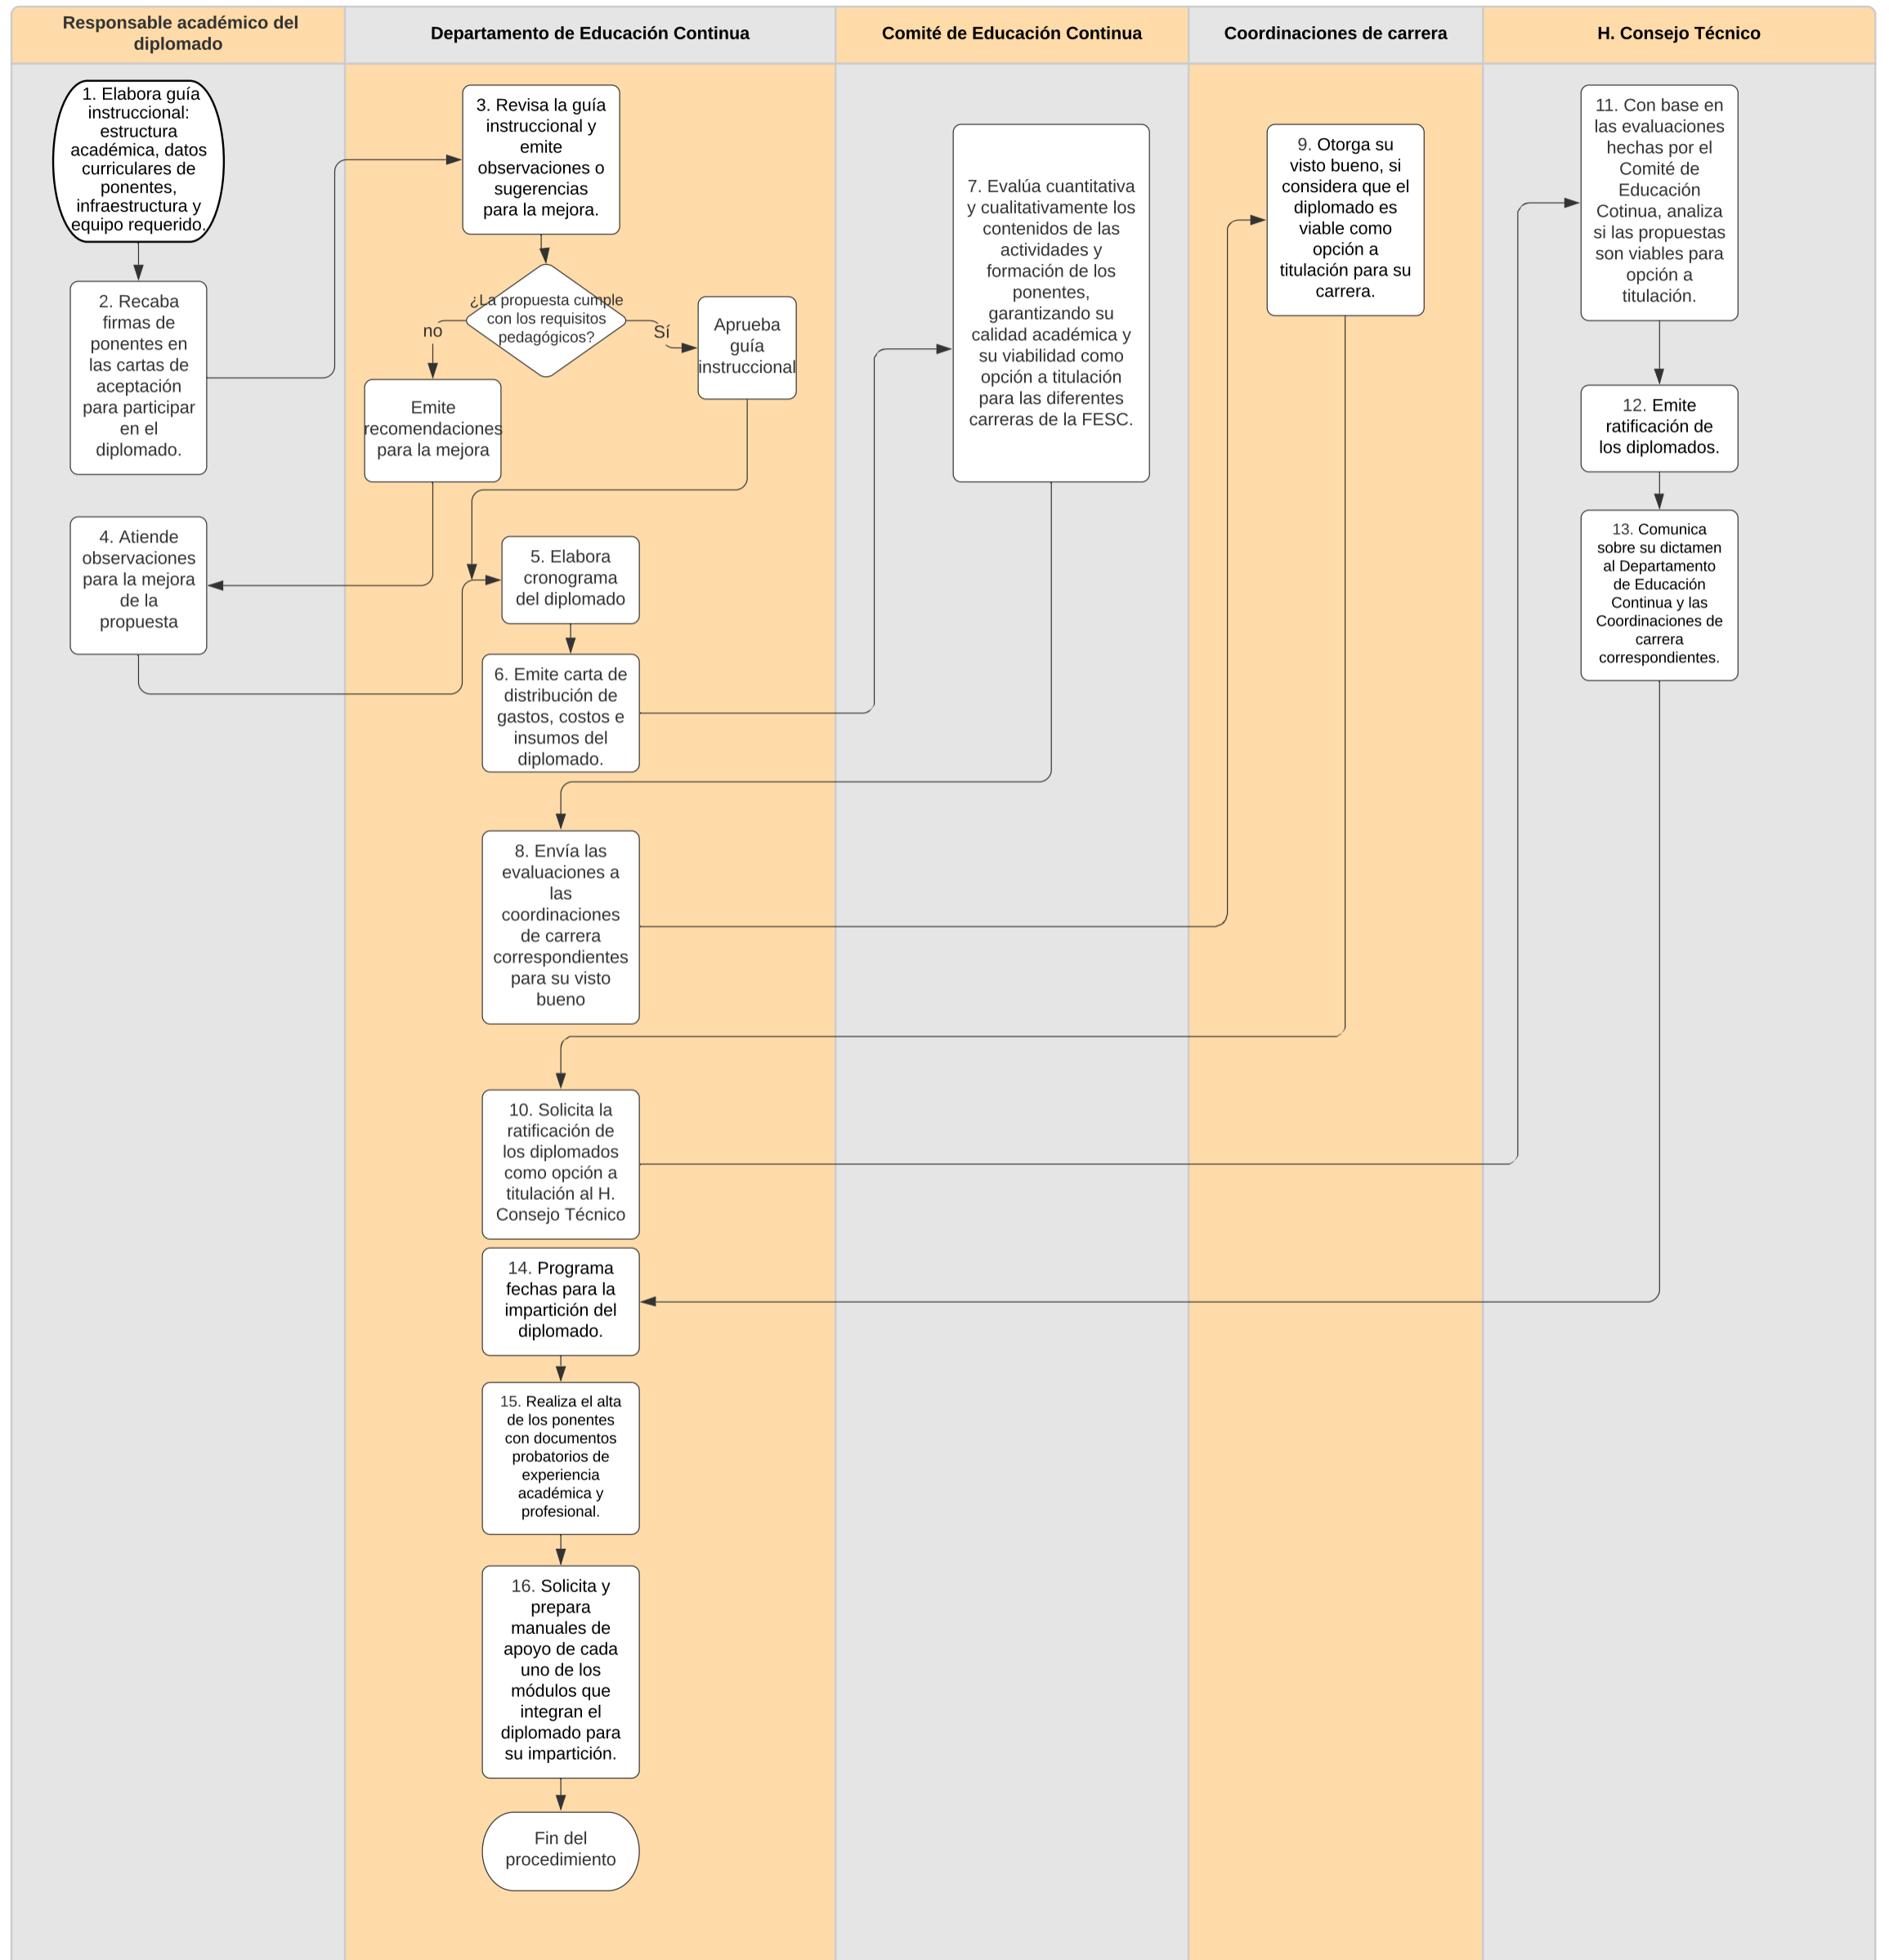 Responsable académico del
diplomado
Departamento de Educación Continua
Comité de Educación Continua
Coordinaciones de carrera
H. Consejo Técnico
1. Elabora guía
instruccional:
estructura
académica, datos
curriculares de
ponentes,
infraestructura y
equipo requerido.
2. Recaba
firmas de
ponentes en
las cartas de
aceptación
para participar
en el
diplomado.
3. Revisa la guía
instruccional y
emite
observaciones o
sugerencias
para la mejora.
¿La propuesta cumple
con los requisitos
pedagógicos?
no
Sí
Aprueba
guía
instruccional
Emite
recomendaciones
para la mejora
4. Atiende
observaciones
para la mejora
de la
propuesta
5. Elabora
cronograma
del diplomado
6. Emite carta de
distribución de
gastos, costos e
insumos del
diplomado.
7. Evalúa cuantitativa
y cualitativamente los
contenidos de las
actividades y
formación de los
ponentes,
garantizando su
calidad académica y
su viabilidad como
opción a titulación
para las diferentes
carreras de la FESC.
8. Envía las
evaluaciones a
las
coordinaciones
de carrera
correspondientes
para su visto
bueno
9. Otorga su
visto bueno, si
considera que el
diplomado es
viable como
opción a
titulación para su
carrera.
10. Solicita la
ratificación de
los diplomados
como opción a
titulación al H.
Consejo Técnico
11. Con base en
las evaluaciones
hechas por el
Comité de
Educación
Cotinua, analiza
si las propuestas
son viables para
opción a
titulación.
12. Emite
ratificación de
los diplomados.
13. Comunica
sobre su dictamen
al Departamento
de Educación
Continua y las
Coordinaciones de
carrera
correspondientes.
14. Programa
fechas para la
impartición del
diplomado.
15. Realiza el alta
de los ponentes
con documentos
probatorios de
experiencia
académica y
profesional.
16. Solicita y
prepara
manuales de
apoyo de cada
uno de los
módulos que
integran el
diplomado para
su impartición.
Fin del
procedimiento